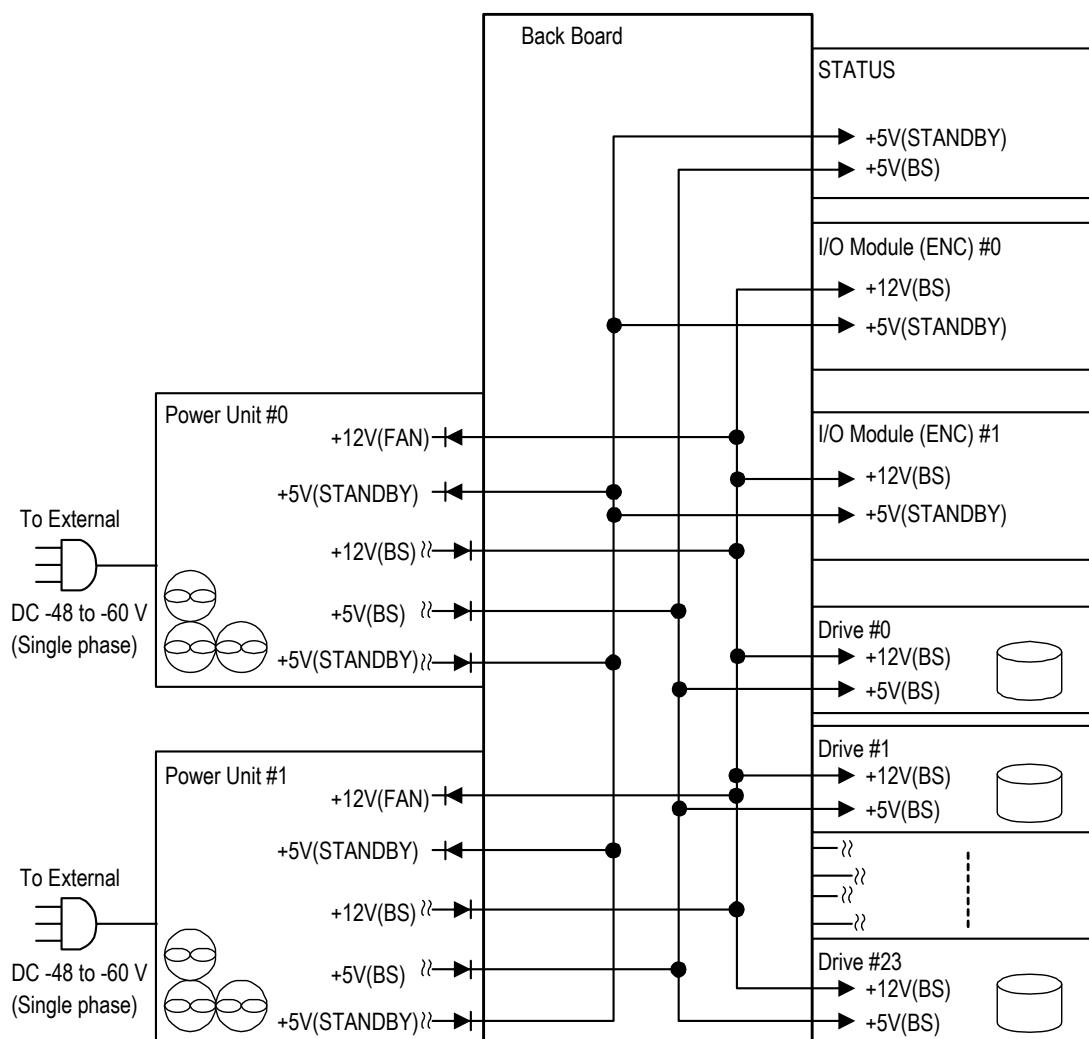 Back Board
STATUS
+5V(STANDBY)
+5V(BS)
I/O Module (ENC) #0
+12V(BS)
+5V(STANDBY)
Power Unit #0
+12V(FAN)
+5V(STANDBY)
+12V(BS)
+5V(BS)
+5V(STANDBY)
To External
DC -48 to -60 V
(Single phase)
I/O Module (ENC) #1
+12V(BS)
+5V(STANDBY)
Drive #0
+12V(BS)
+5V(BS)
Power Unit #1
+12V(FAN)
+5V(STANDBY)
+12V(BS)
+5V(BS)
+5V(STANDBY)
To External
DC -48 to -60 V
(Single phase)
Drive #1
+12V(BS)
+5V(BS)
Drive #23
+12V(BS)
+5V(BS)